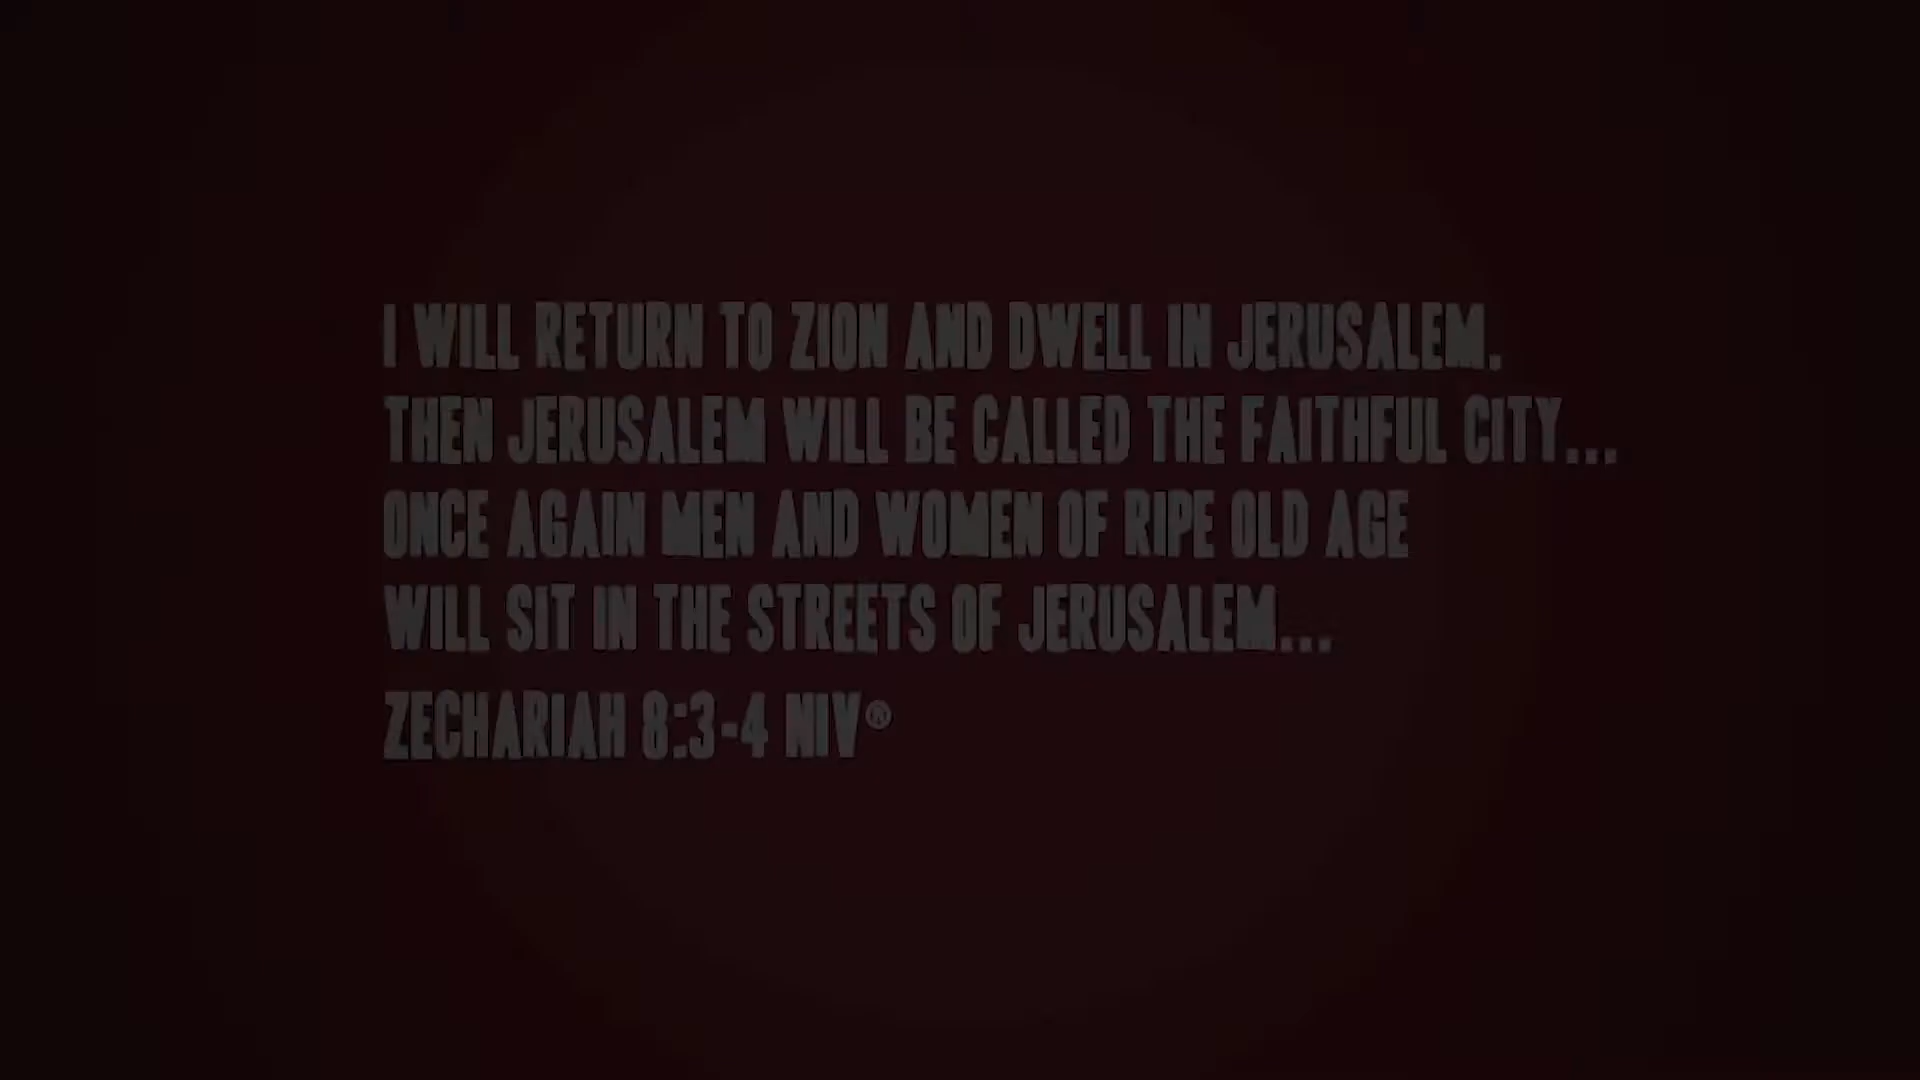 I WILL RETURN TO ZION AND DWELL IN JERUSALEM.
THEN JERUSALEM WILL BE CALLED THE FAITHFUL CITY...
ONCE AGAIN MEN AND WOMEN OF RIPE OLD AGE
WILL SIT IN THE STREETS OF JERUSALEM...
ZECHARIAH 8:3-4 NIV®